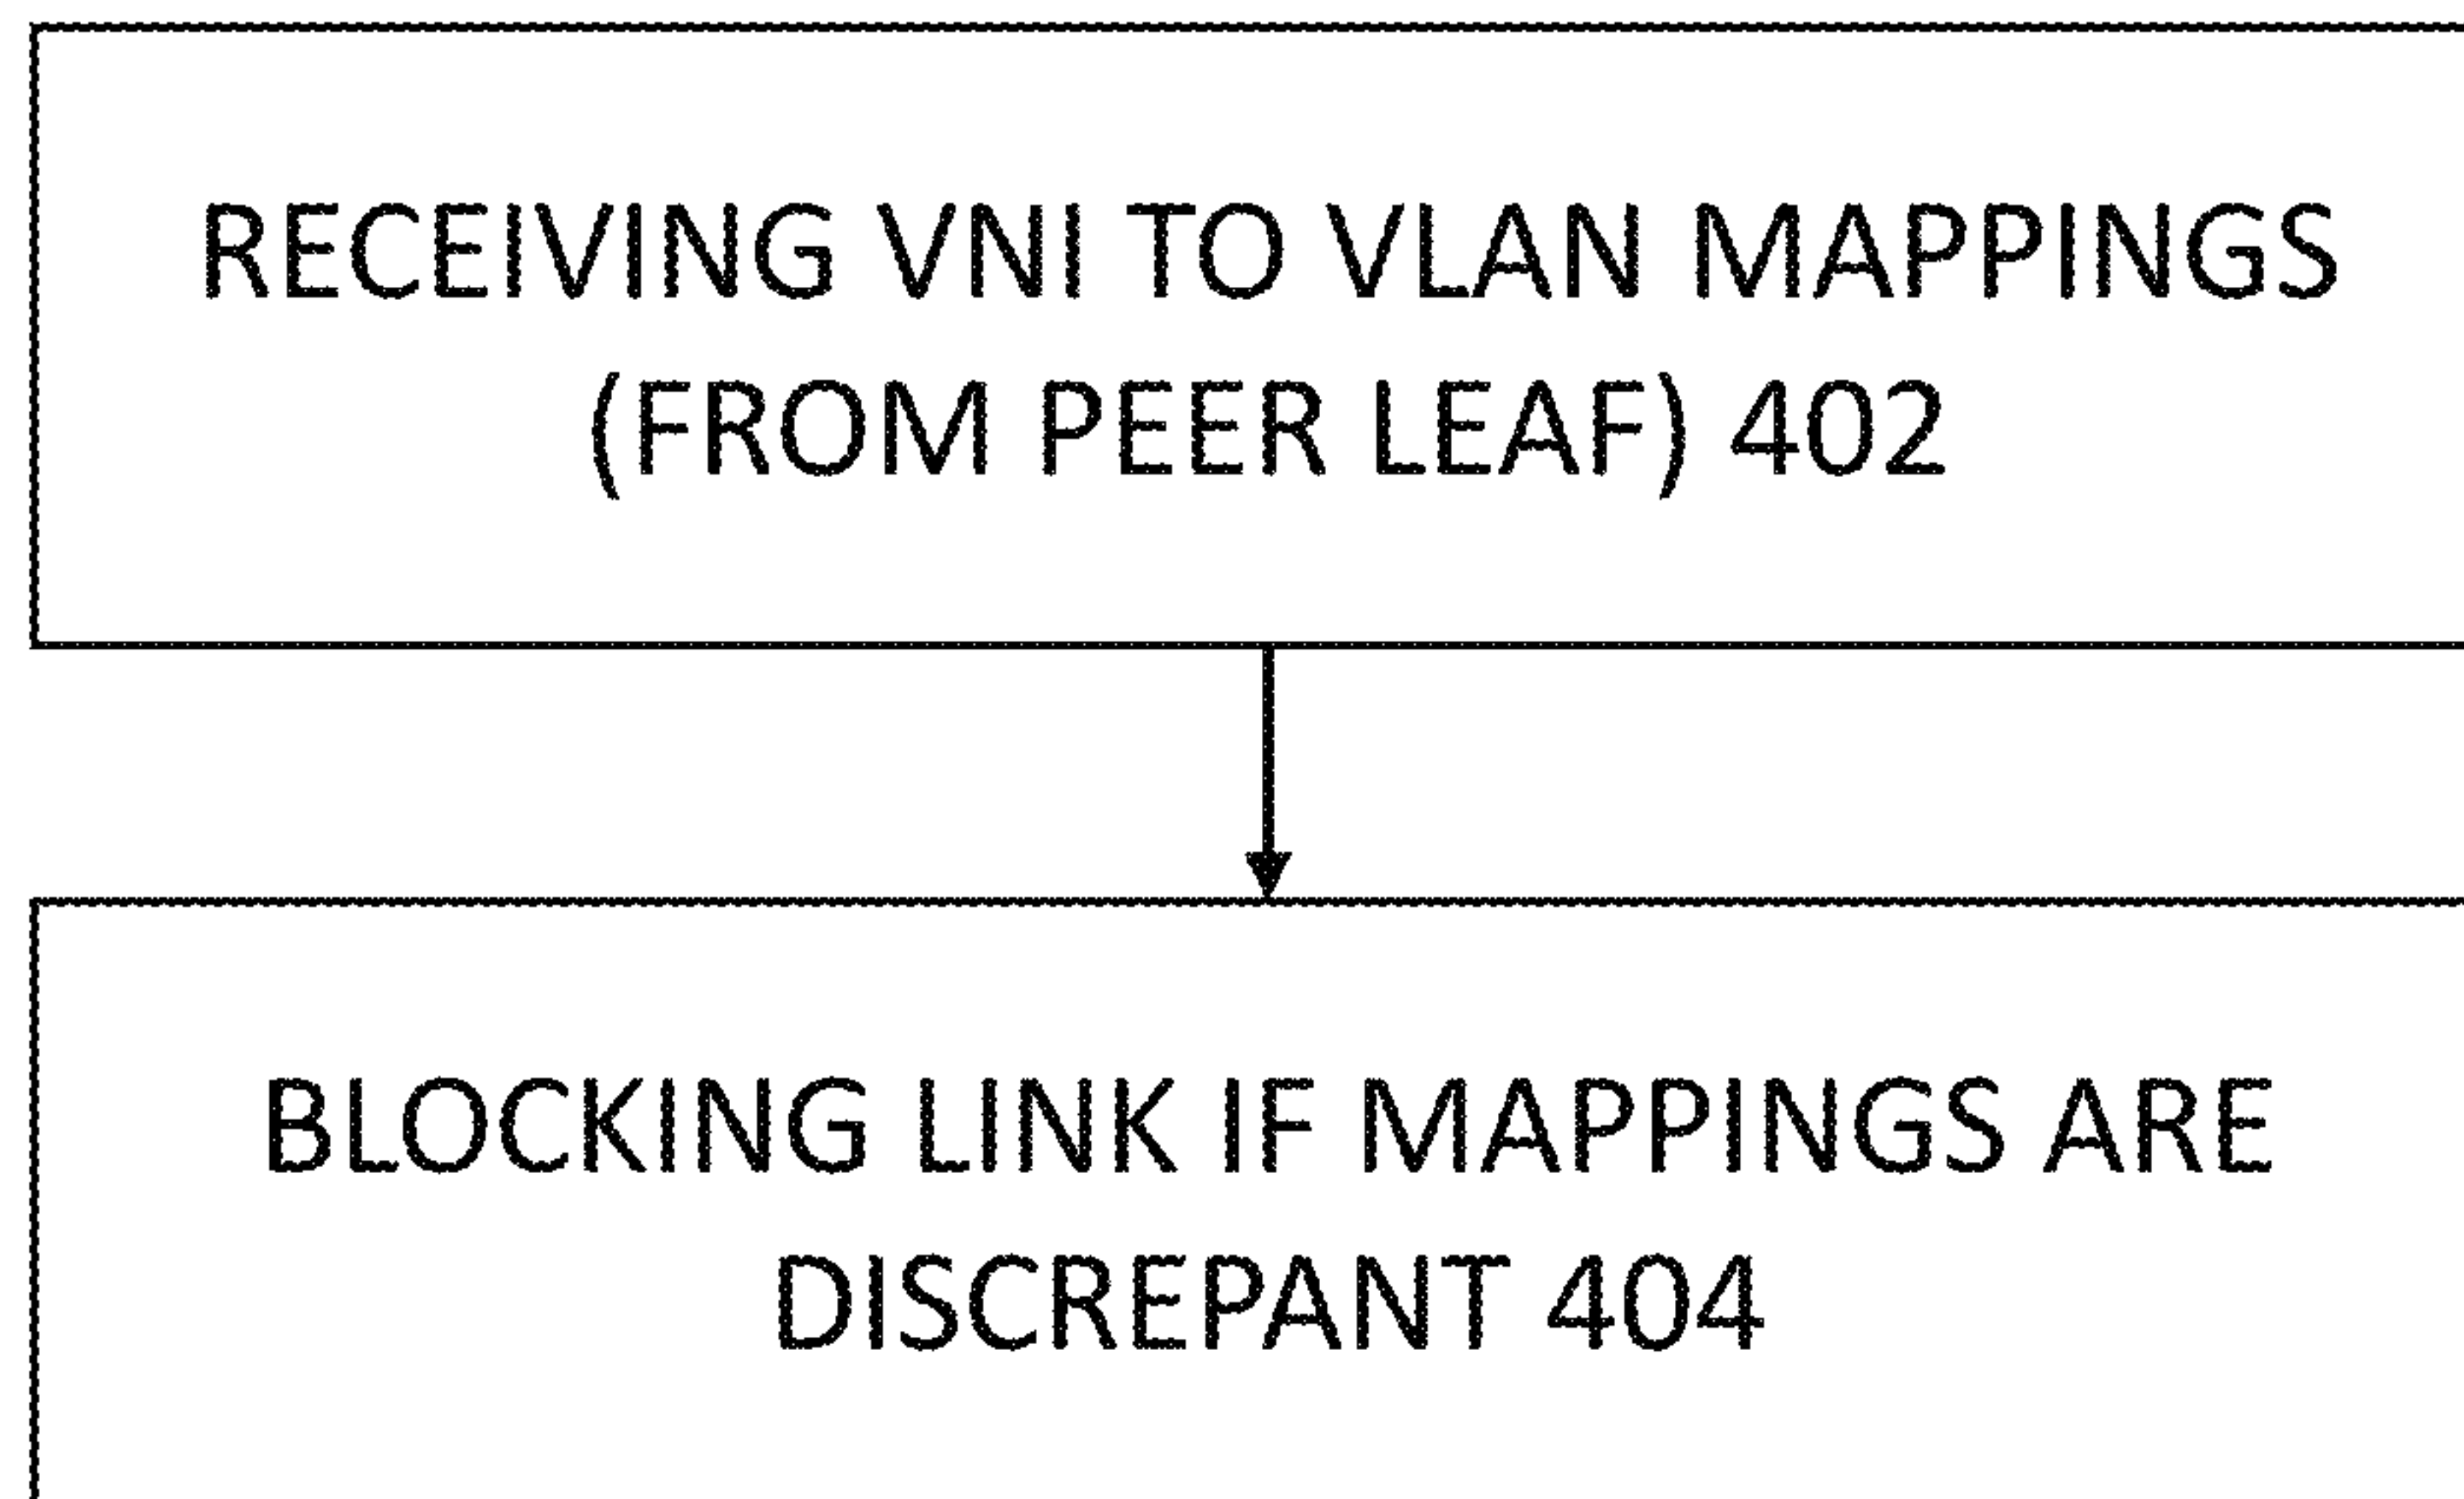 RECEIVING VNI TO VLAN MAPPINGS
(FROM PEER LEAF) 402
BLOCKING LINK IF MAPPINGS ARE
DISCREPANT 404